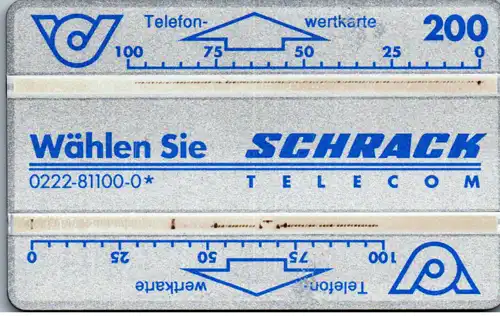 Telefon- wertkarte 200
100 75 50 25 0
Wählen Sie SCHRACK
0222-81100-0* TELECOM
0 25 50 75 100
Telefon- wertkarte